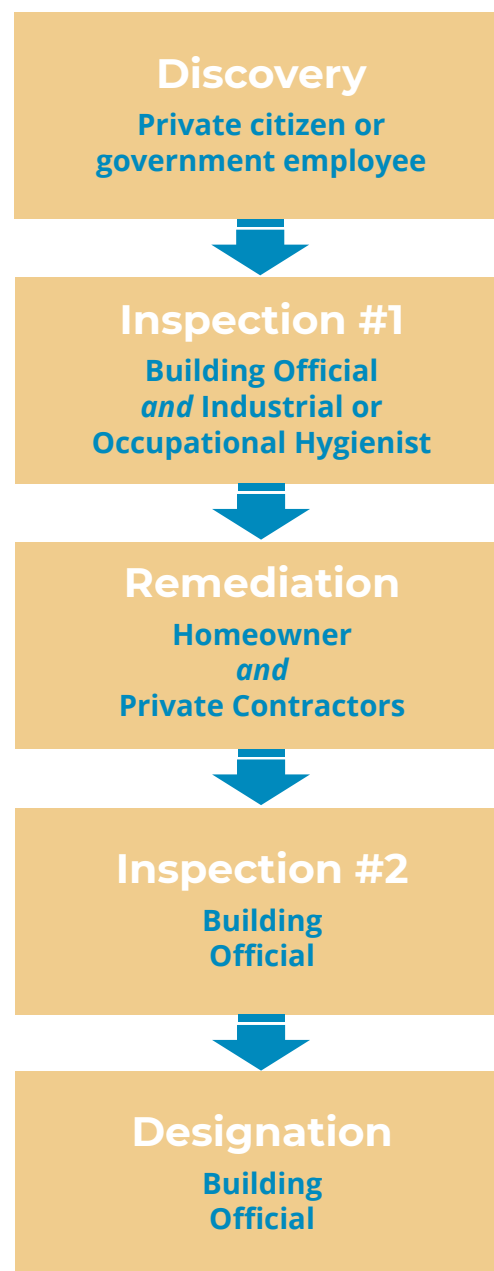 Discovery
Private citizen or
government employee
Inspection #1
Building Official
and Industrial or
Occupational Hygienist
Remediation
Homeowner
and
Private Contractors
Inspection #2
Building
Official
Designation
Building
Official